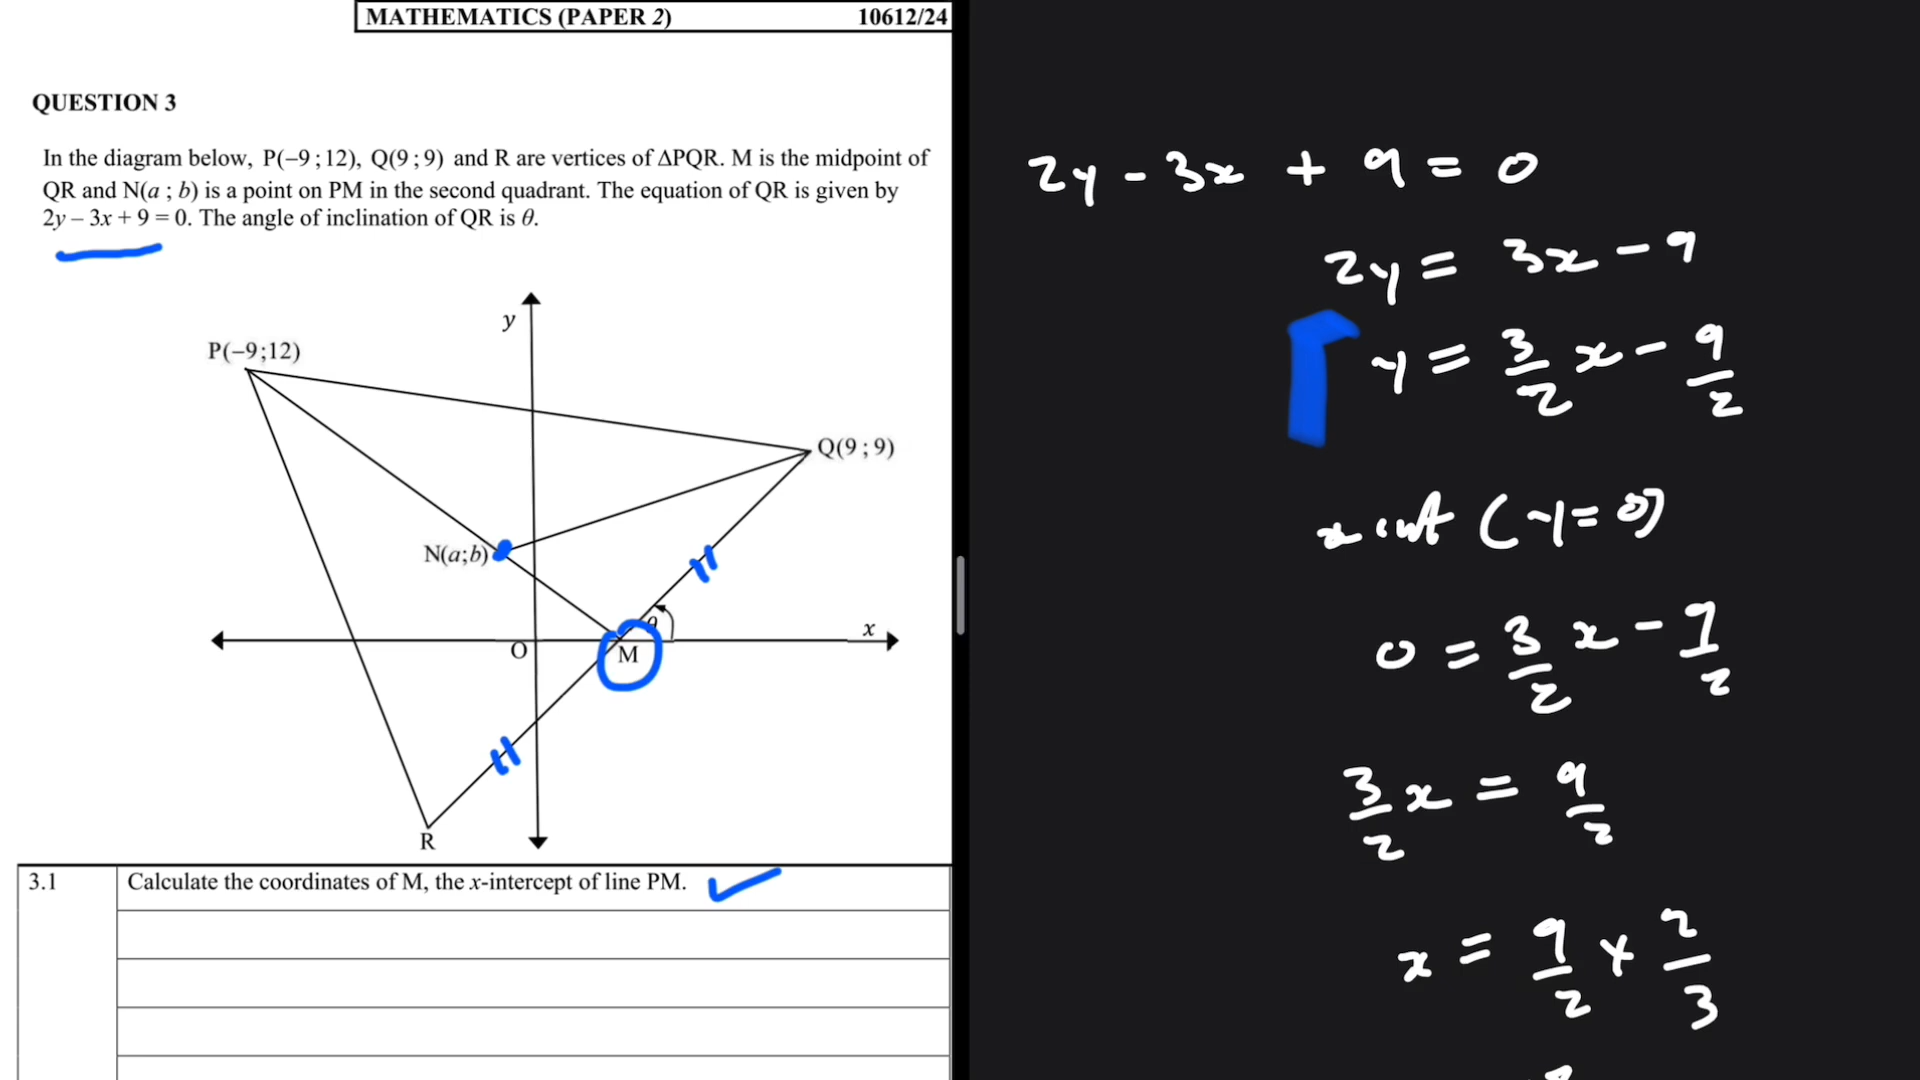 MATHEMATICS (PAPER 2) 10612/24
QUESTION 3
In the diagram below, P(–9 ; 12), Q(9 ; 9) and R are vertices of ΔPQR. M is the midpoint of
QR and N(a ; b) is a point on PM in the second quadrant. The equation of QR is given by
2y – 3x + 9 = 0. The angle of inclination of QR is θ.
y
P(–9;12)
Q(9 ; 9)
N(a;b)
θ
x
O
M
R
3.1 Calculate the coordinates of M, the x-intercept of line PM.
2y - 3x + 9 = 0
2y = 3x - 9
y = 3/2 x - 9/2
x int (y=0)
0 = 3/2 x - 9/2
3/2 x = 9/2
x = 9/2 × 2/3